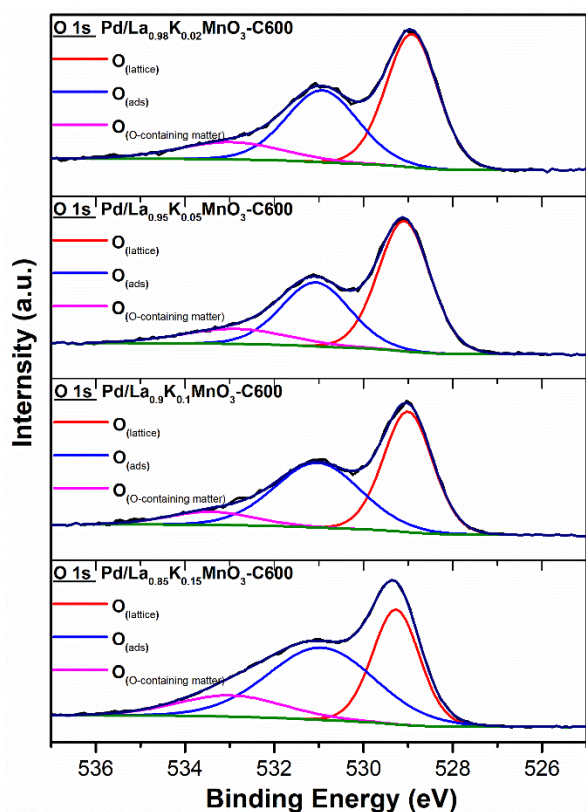 O 1s Pd/La0.98K0.02MnO3-C600
O(lattice)
O(ads)
O(O-containing matter)
O 1s Pd/La0.95K0.05MnO3-C600
O(lattice)
O(ads)
O(O-containing matter)
O 1s Pd/La0.9K0.1MnO3-C600
O(lattice)
O(ads)
O(O-containing matter)
O 1s Pd/La0.85K0.15MnO3-C600
O(lattice)
O(ads)
O(O-containing matter)
Internsity (a.u.)
536 534 532 530 528 526
Binding Energy (eV)